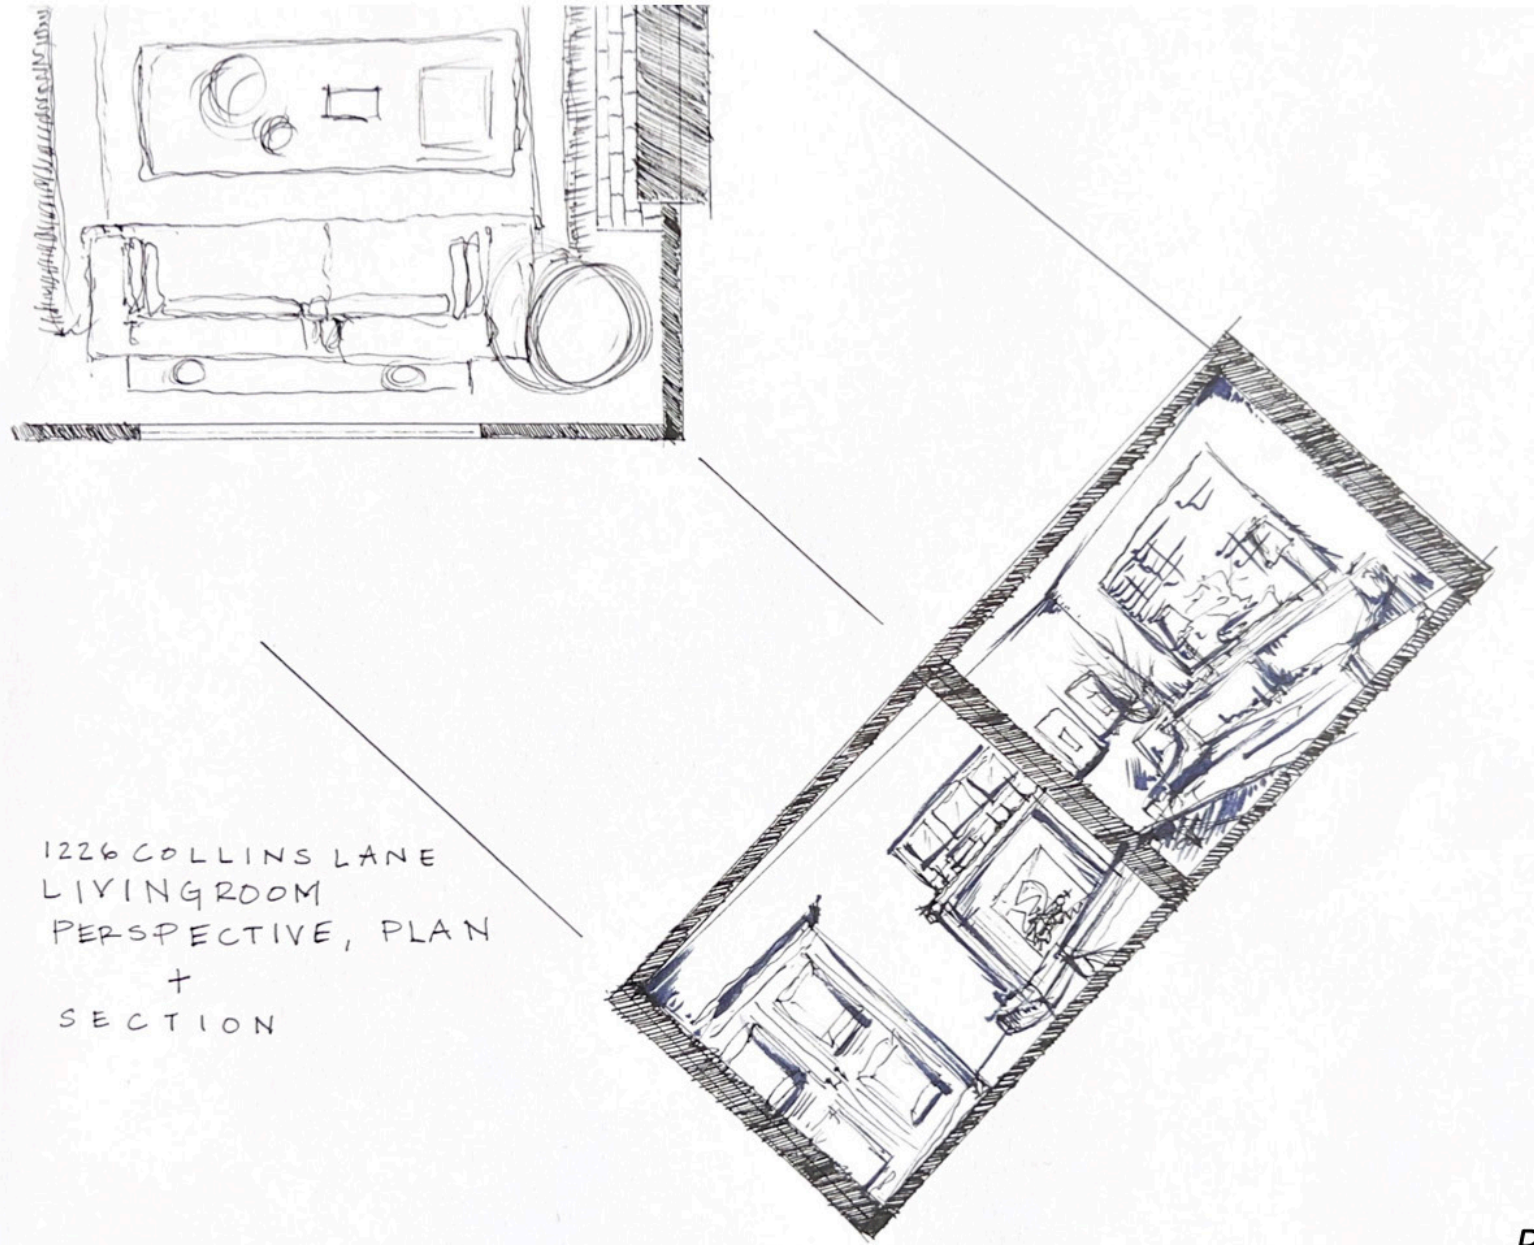 1226 COLLINS LANE
LIVINGROOM
PERSPECTIVE, PLAN
+
SECTION